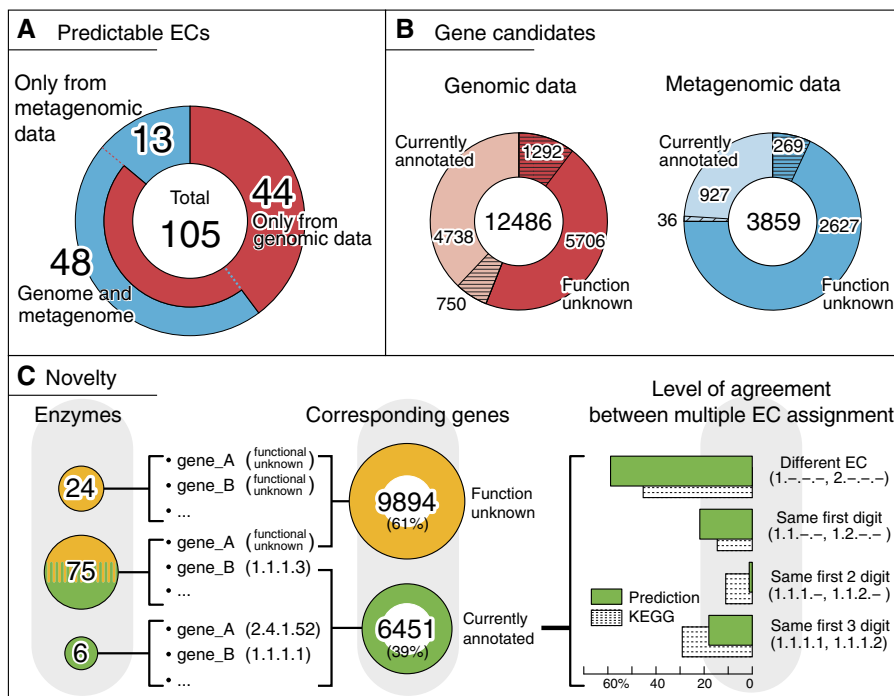 A Predictable ECs
Only from
metagenomic
data
13
44
Only from
genomic data
Total
105
48
Genome and
metagenome
B Gene candidates
Genomic data
Currently
annotated
1292
4738
12486
5706
750
Function
unknown
Metagenomic data
Currently
annotated
269
927
36
3859
2627
Function
unknown
C Novelty
Enzymes
24
75
6
• gene_A (functional unknown)
• gene_B (functional unknown)
• ...
• gene_A (functional unknown)
• gene_B (1.1.1.3)
• ...
• gene_A (2.4.1.52)
• gene_B (1.1.1.1)
• ...
Corresponding genes
9894
(61%)
Function
unknown
6451
(39%)
Currently
annotated
Level of agreement
between multiple EC assignment
Different EC
(1.-.-.-, 2.-.-.-)
Same first digit
(1.1.-.-, 1.2.-.- )
Same first 2 digit
(1.1.1.-, 1.1.2.- )
Same first 3 digit
(1.1.1.1, 1.1.1.2)
Prediction
KEGG
60% 40 20 0